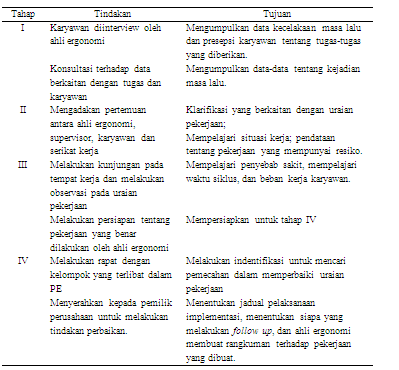 Tahap Tindakan Tujuan
I Karyawan diinterview oleh Mengumpulkan data kecelakaan masa lalu
ahli ergonomi dan presepsi karyawan tentang tugas-tugas
yang diberikan.
Konsultasi terhadap data Mengumpulkan data-data tentang kejadian
berkaitan dengan tugas dan masa lalu.
karyawan
II Mengadakan pertemuan Klarifikasi yang berkaitan dengan uraian
antara ahli ergonomi, pekerjaan;
supervisor, karyawan dan Mempelajari situasi kerja; pendataan
serikat kerja tentang pekerjaan yang mempunyai resiko.
III Melakukan kunjungan pada Mempelajari penyebab sakit, mempelajari
tempat kerja dan melakukan waktu siklus, dan beban kerja karyawan.
observasi pada uraian
pekerjaan
Melakukan persiapan tentang Mempersiapkan untuk tahap IV
pekerjaan yang benar
dilakukan oleh ahli ergonomi
IV Melakukan rapat dengan Melakukan indentifikasi untuk mencari
kelompok yang terlibat dalam pemecahan dalam memperbaiki uraian
PE pekerjaan
Menyerahkan kepada pemilik Menentukan jadual pelaksanaan
perusahaan untuk melakukan implementasi, menentukan siapa yang
tindakan perbaikan. melakukan follow up, dan ahli ergonomi
membuat rangkuman terhadap pekerjaan
yang dibuat.